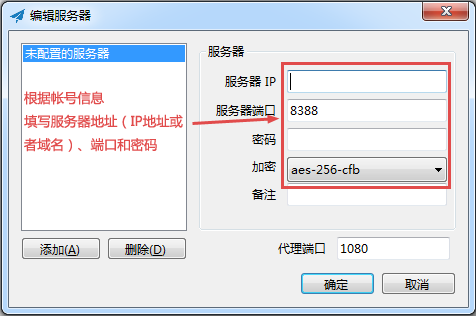 编辑服务器
未配置的服务器
根据帐号信息
填写服务器地址（IP地址或
者域名）、端口和密码
服务器
服务器 IP
服务器端口
8388
密码
加密
aes-256-cfb
备注
添加(A)
删除(D)
代理端口
1080
确定
取消